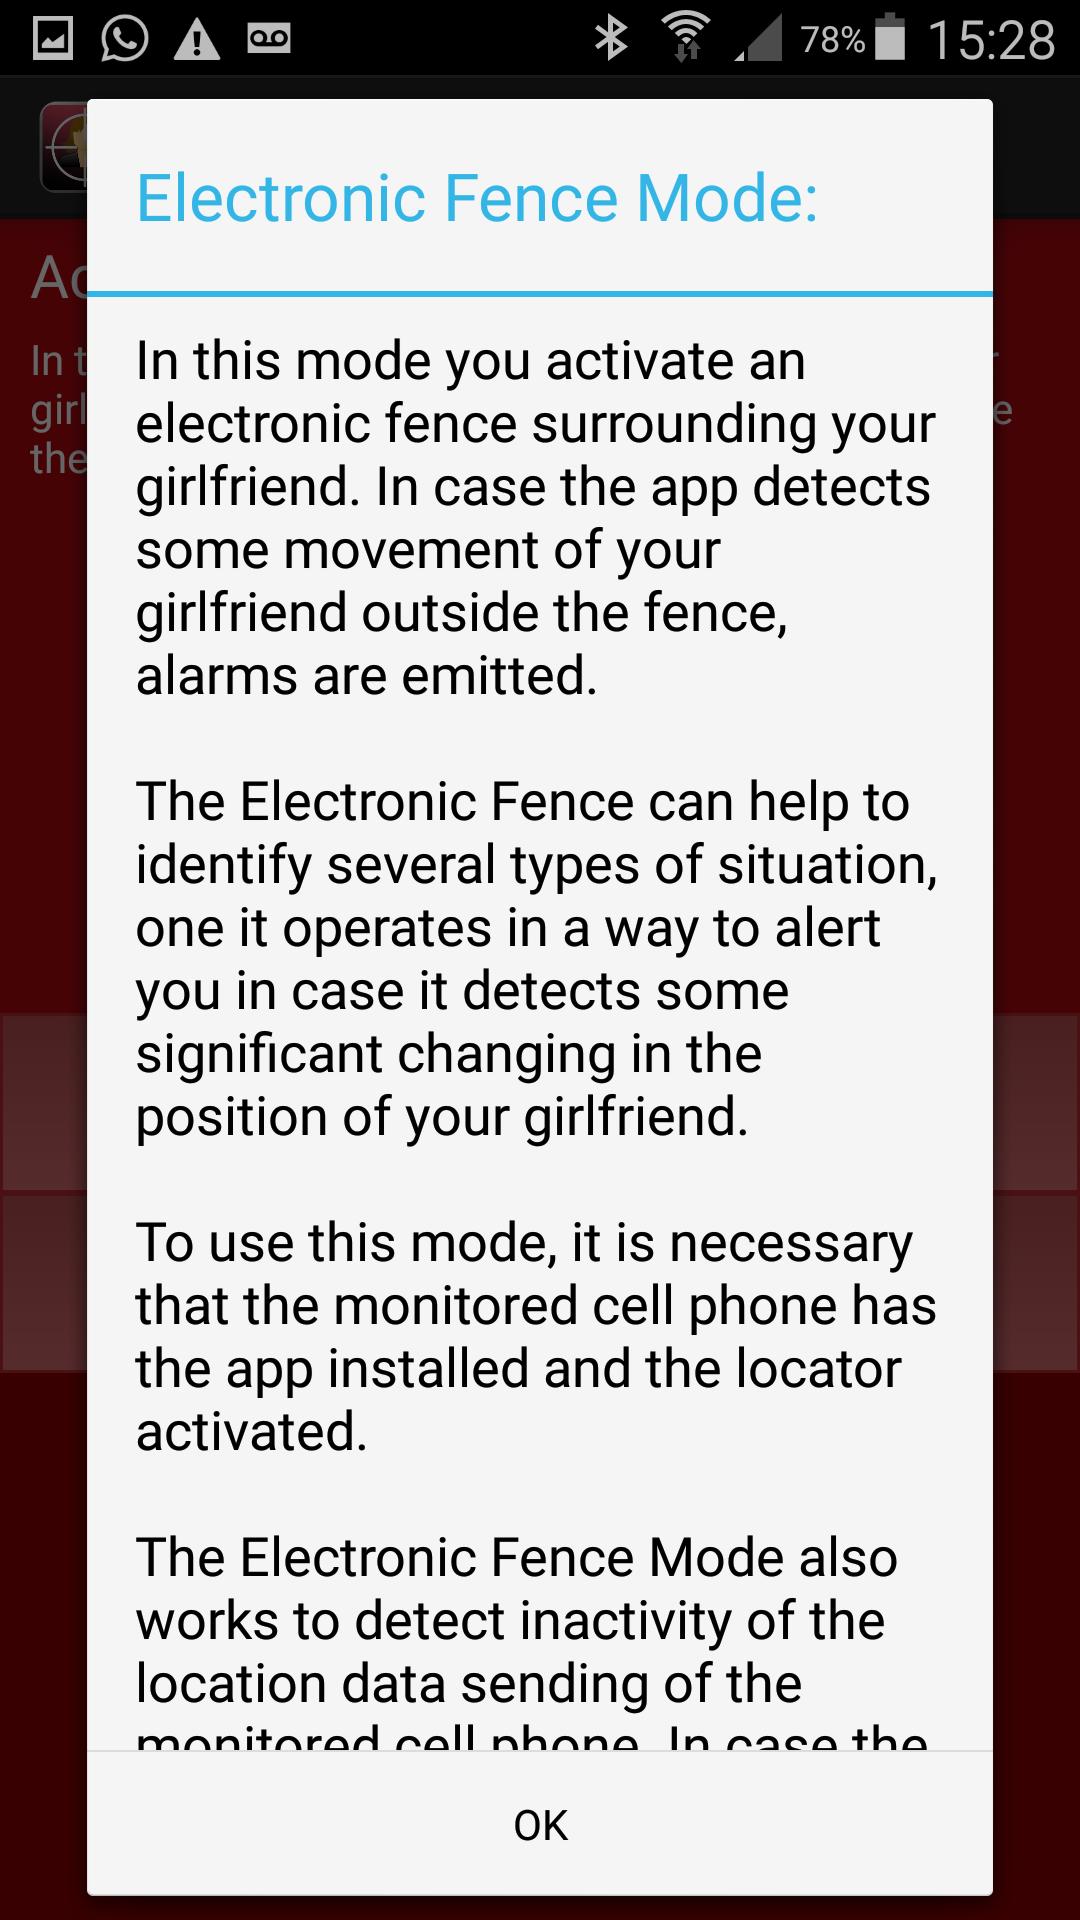 78% 15:28
Electronic Fence Mode:
In this mode you activate an
electronic fence surrounding your
girlfriend. In case the app detects
some movement of your
girlfriend outside the fence,
alarms are emitted.
The Electronic Fence can help to
identify several types of situation,
one it operates in a way to alert
you in case it detects some
significant changing in the
position of your girlfriend.
To use this mode, it is necessary
that the monitored cell phone has
the app installed and the locator
activated.
The Electronic Fence Mode also
works to detect inactivity of the
location data sending of the
monitored cell phone. In case the
OK